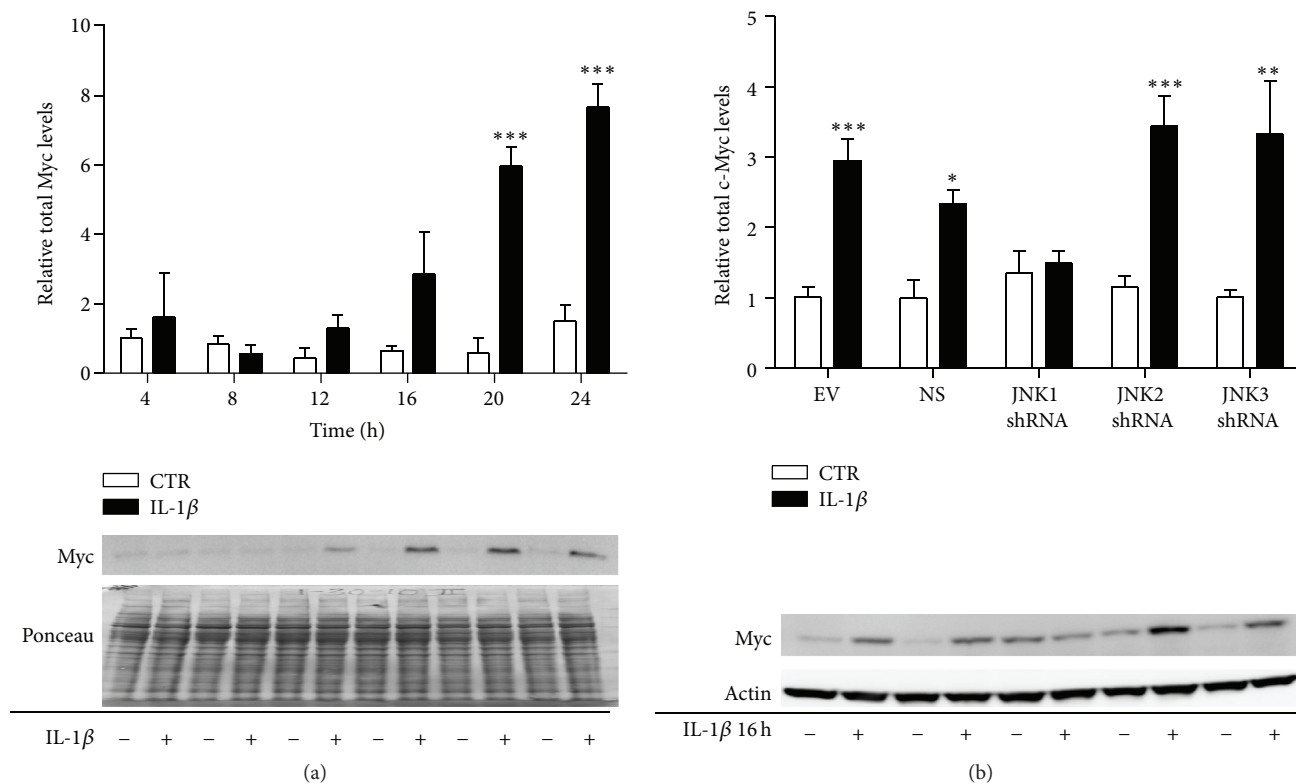 10
8
6
4
2
0
Relative total Myc levels
***
***
4 8 12 16 20 24
Time (h)
CTR
IL-1β
Myc
Ponceau
IL-1β − + − + − + − + − + − +
(a)
5
4
3
2
1
0
Relative total c-Myc levels
***
*
***
**
EV NS JNK1 JNK2 JNK3
shRNA shRNA shRNA
CTR
IL-1β
Myc
Actin
IL-1β 16 h − + − + − + − + − +
(b)